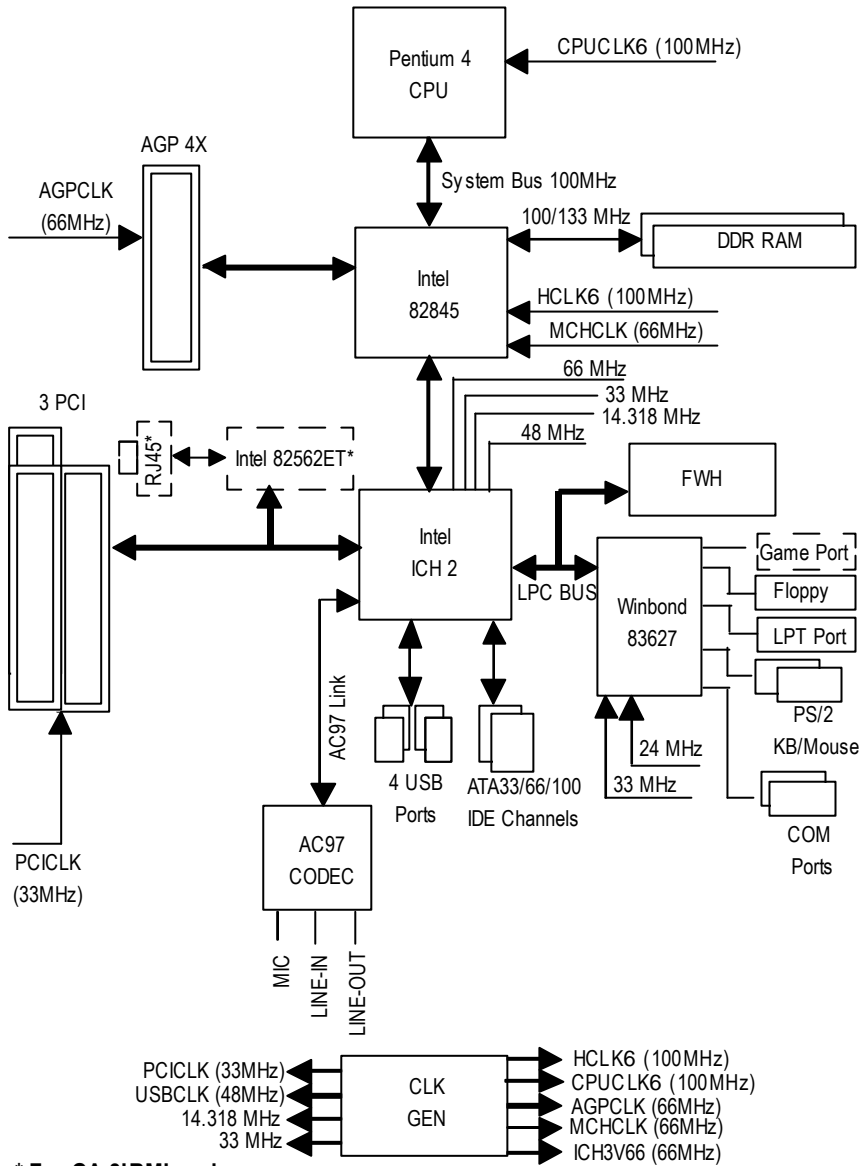 Pentium 4
CPU
CPUCLK6 (100MHz)
AGP 4X
System Bus 100MHz
AGPCLK
(66MHz)
100/133 MHz
DDR RAM
Intel
82845
HCLK6 (100MHz)
MCHCLK (66MHz)
66 MHz
33 MHz
14.318 MHz
48 MHz
3 PCI
RJ45*
Intel 82562ET*
FWH
Intel
ICH 2
LPC BUS
Winbond
83627
Game Port
Floppy
LPT Port
PS/2
KB/Mouse
24 MHz
33 MHz
COM
Ports
AC97 Link
4 USB
Ports
ATA33/66/100
IDE Channels
PCICLK
(33MHz)
AC97
CODEC
MIC
LINE-IN
LINE-OUT
CLK
GEN
PCICLK (33MHz)
USBCLK (48MHz)
14.318 MHz
33 MHz
HCLK6 (100MHz)
CPUCLK6 (100MHz)
AGPCLK (66MHz)
MCHCLK (66MHz)
ICH3V66 (66MHz)